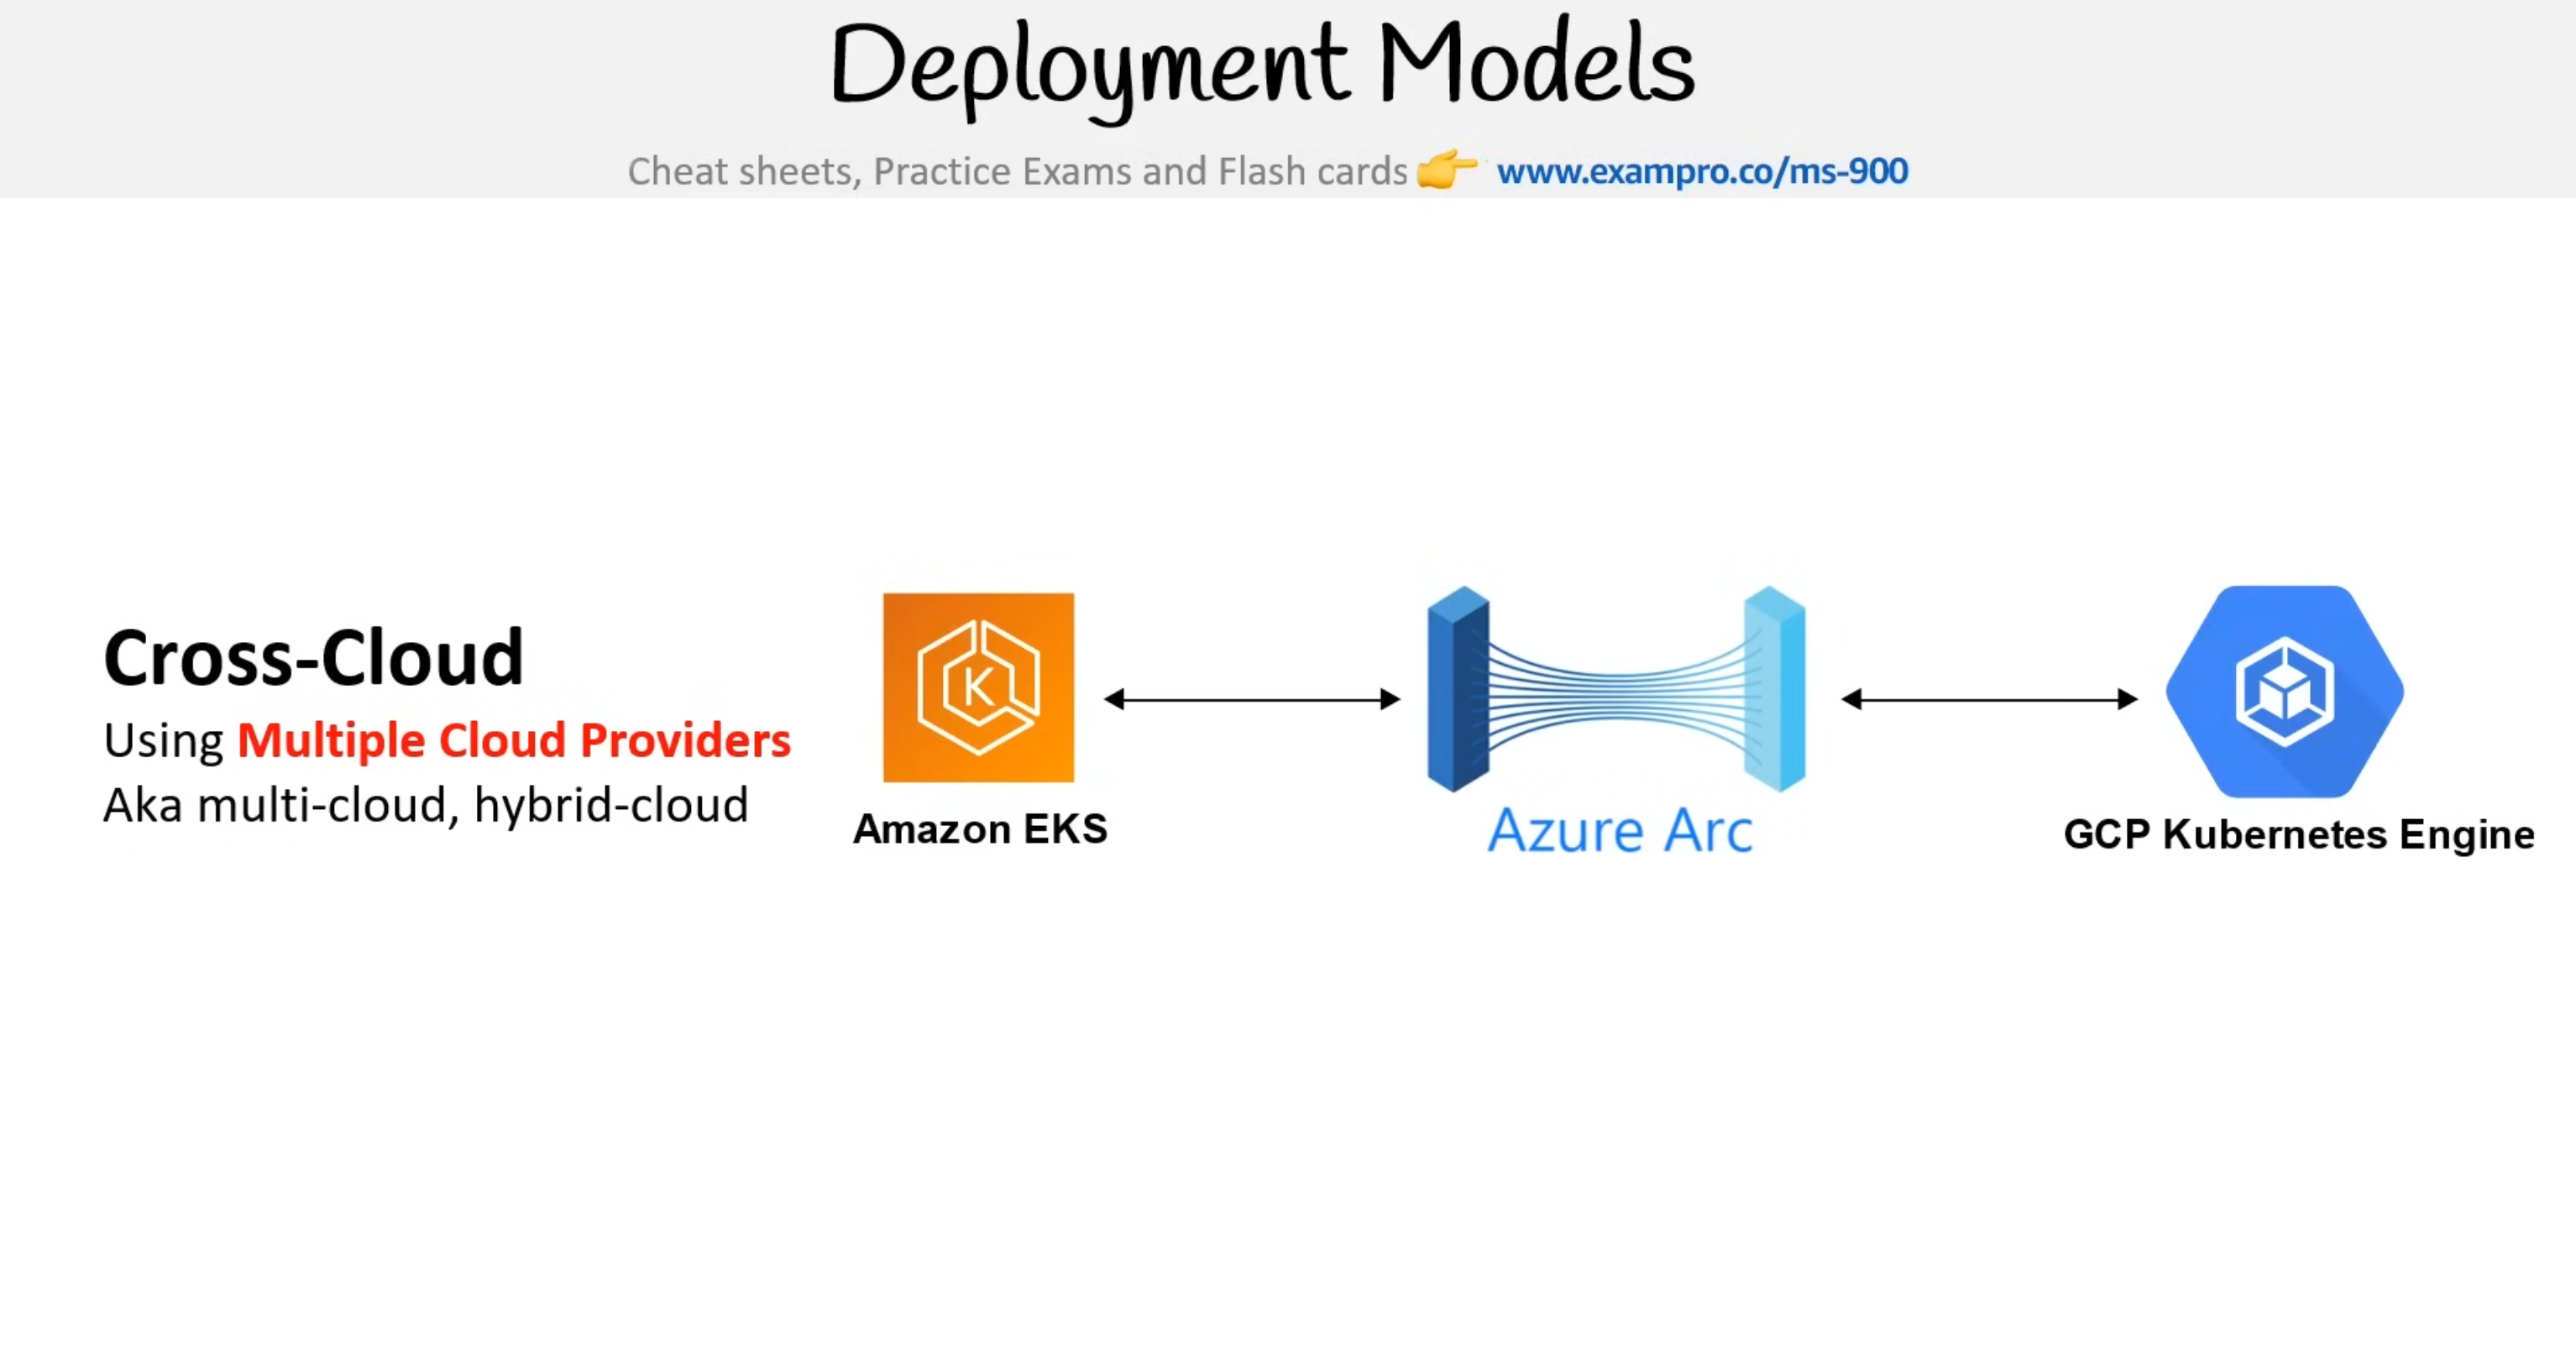 Deployment Models
Cheat sheets, Practice Exams and Flash cards 👉 www.exampro.co/ms-900
Cross-Cloud
Using Multiple Cloud Providers
Aka multi-cloud, hybrid-cloud
K
Amazon EKS
Azure Arc
GCP Kubernetes Engine